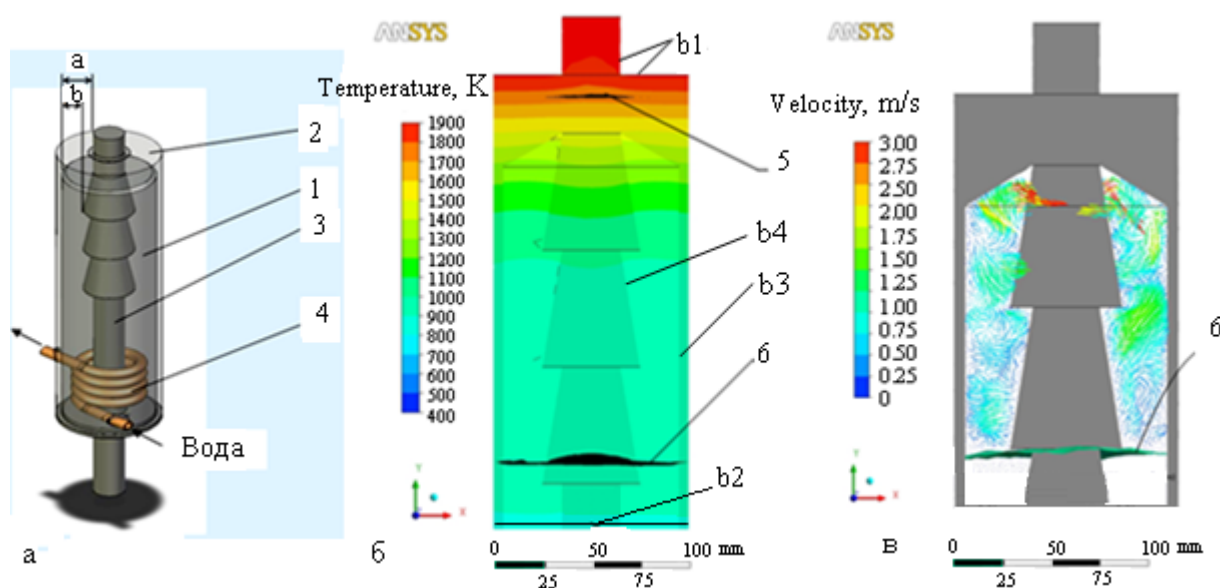 a
b
2
1
3
4
Вода
а
ANSYS
Temperature, K
1900
1800
1700
1600
1500
1400
1300
1200
1100
1000
900
800
700
600
500
400
b1
5
b4
b3
6
b2
Y
X
б
0 50 100 mm
25 75
ANSYS
Velocity, m/s
3.00
2.75
2.50
2.00
1.75
1.50
1.25
1.00
0.75
0.50
0 25
0
6
Y
X
в
0 50 100 mm
25 75